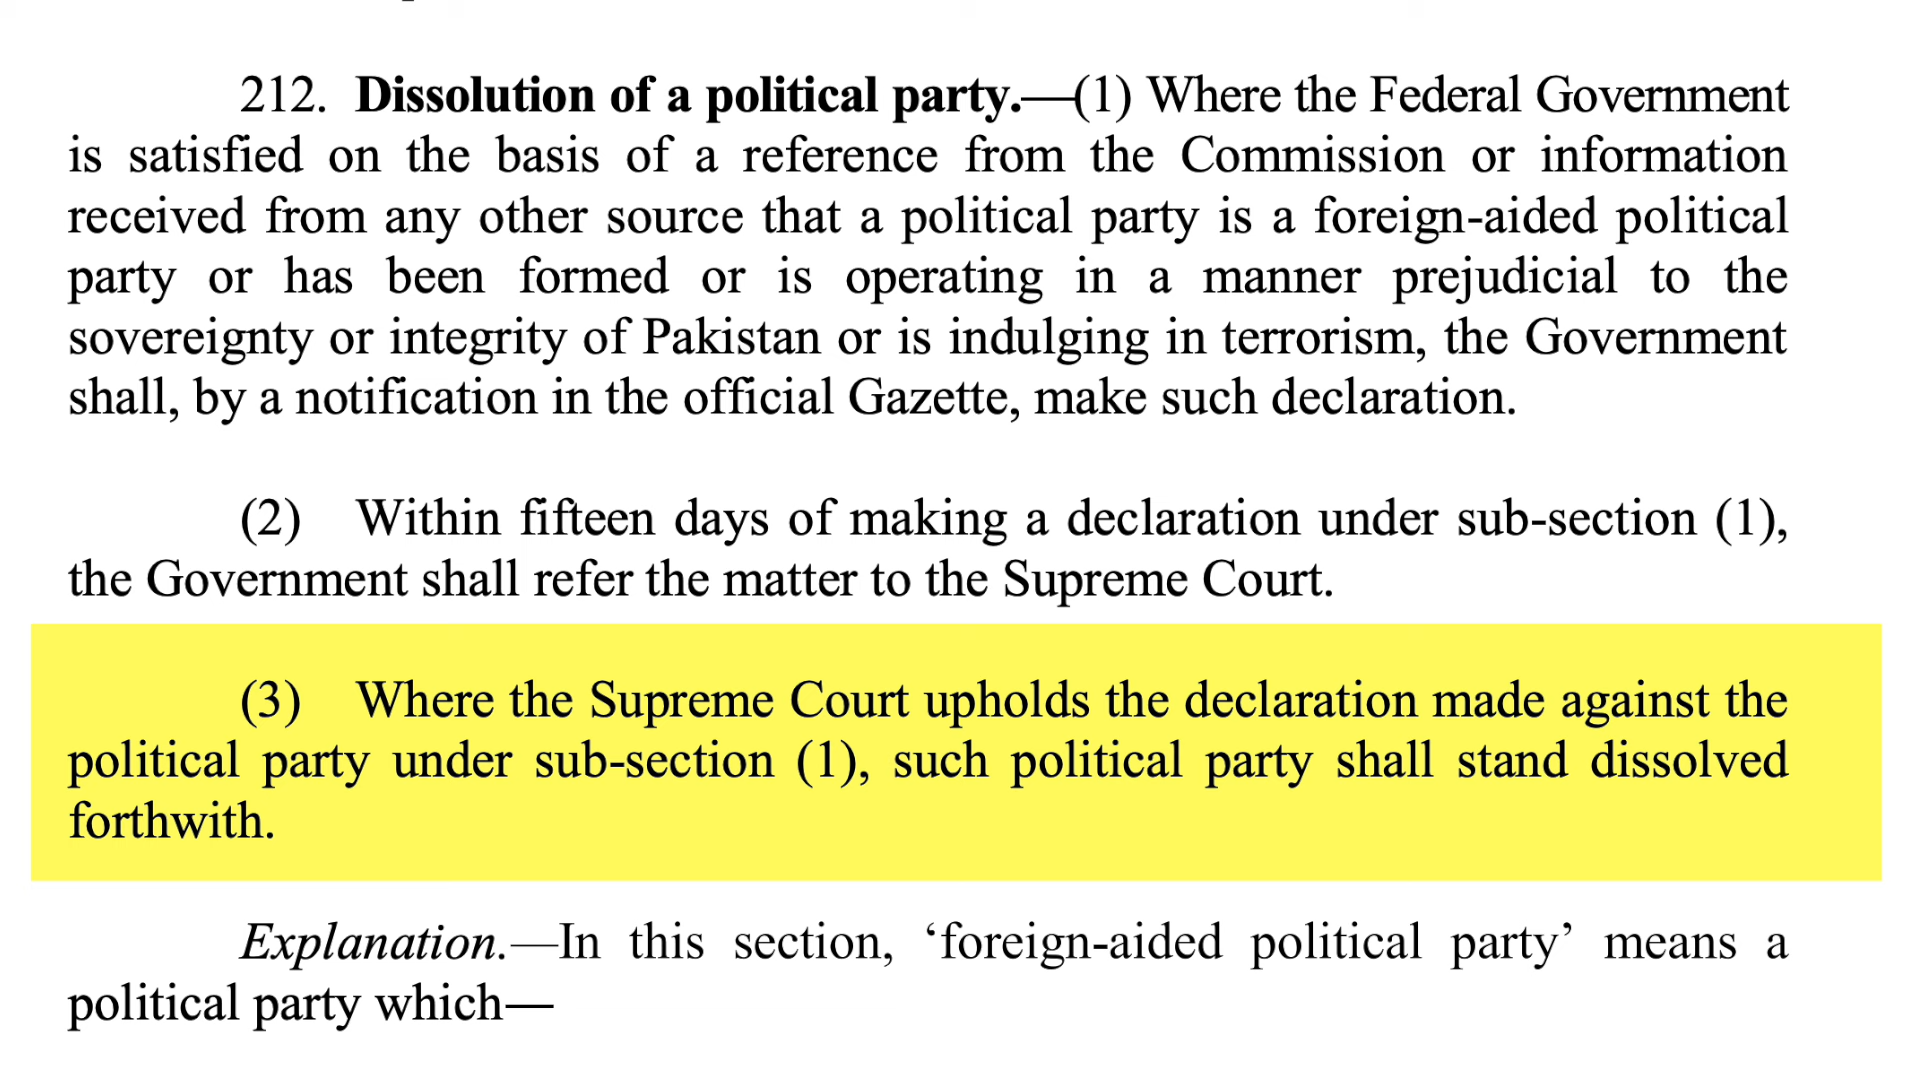 212. Dissolution of a political party.—(1) Where the Federal Government
is satisfied on the basis of a reference from the Commission or information
received from any other source that a political party is a foreign-aided political
party or has been formed or is operating in a manner prejudicial to the
sovereignty or integrity of Pakistan or is indulging in terrorism, the Government
shall, by a notification in the official Gazette, make such declaration.
(2) Within fifteen days of making a declaration under sub-section (1),
the Government shall refer the matter to the Supreme Court.
(3) Where the Supreme Court upholds the declaration made against the
political party under sub-section (1), such political party shall stand dissolved
forthwith.
Explanation.—In this section, ‘foreign-aided political party’ means a
political party which—